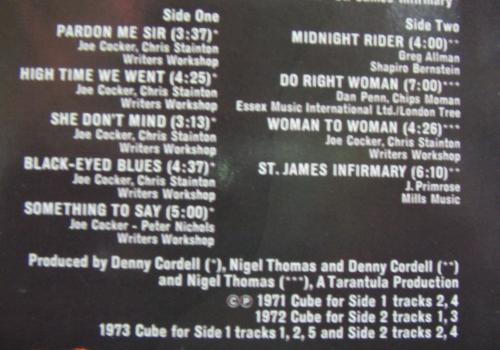 St. James Infirmary
Side One
PARDON ME SIR (3:37)*
Joe Cocker, Chris Stainton
Writers Workshop
HIGH TIME WE WENT (4:25)*
Joe Cocker, Chris Stainton
Writers Workshop
SHE DON'T MIND (3:13)*
Joe Cocker, Chris Stainton
Writers Workshop
BLACK-EYED BLUES (4:37)*
Joe Cocker, Chris Stainton
Writers Workshop
SOMETHING TO SAY (5:00)*
Joe Cocker - Peter Nichols
Writers Workshop
Side Two
MIDNIGHT RIDER (4:00)**
Greg Allman
Shapiro Bernstein
DO RIGHT WOMAN (7:00)***
Dan Penn, Chips Moman
Essex Music International Ltd./London Tree
WOMAN TO WOMAN (4:26)***
Joe Cocker, Chris Stainton
Writers Workshop
ST. JAMES INFIRMARY (6:10)**
J. Primrose
Mills Music
Produced by Denny Cordell (*), Nigel Thomas and Denny Cordell (**)
and Nigel Thomas (***), A Tarantula Production
©℗ 1971 Cube for Side 1 tracks 2, 4
1972 Cube for Side 2 tracks 1, 3
1973 Cube for Side 1 tracks 1, 2, 5 and Side 2 tracks 2, 4